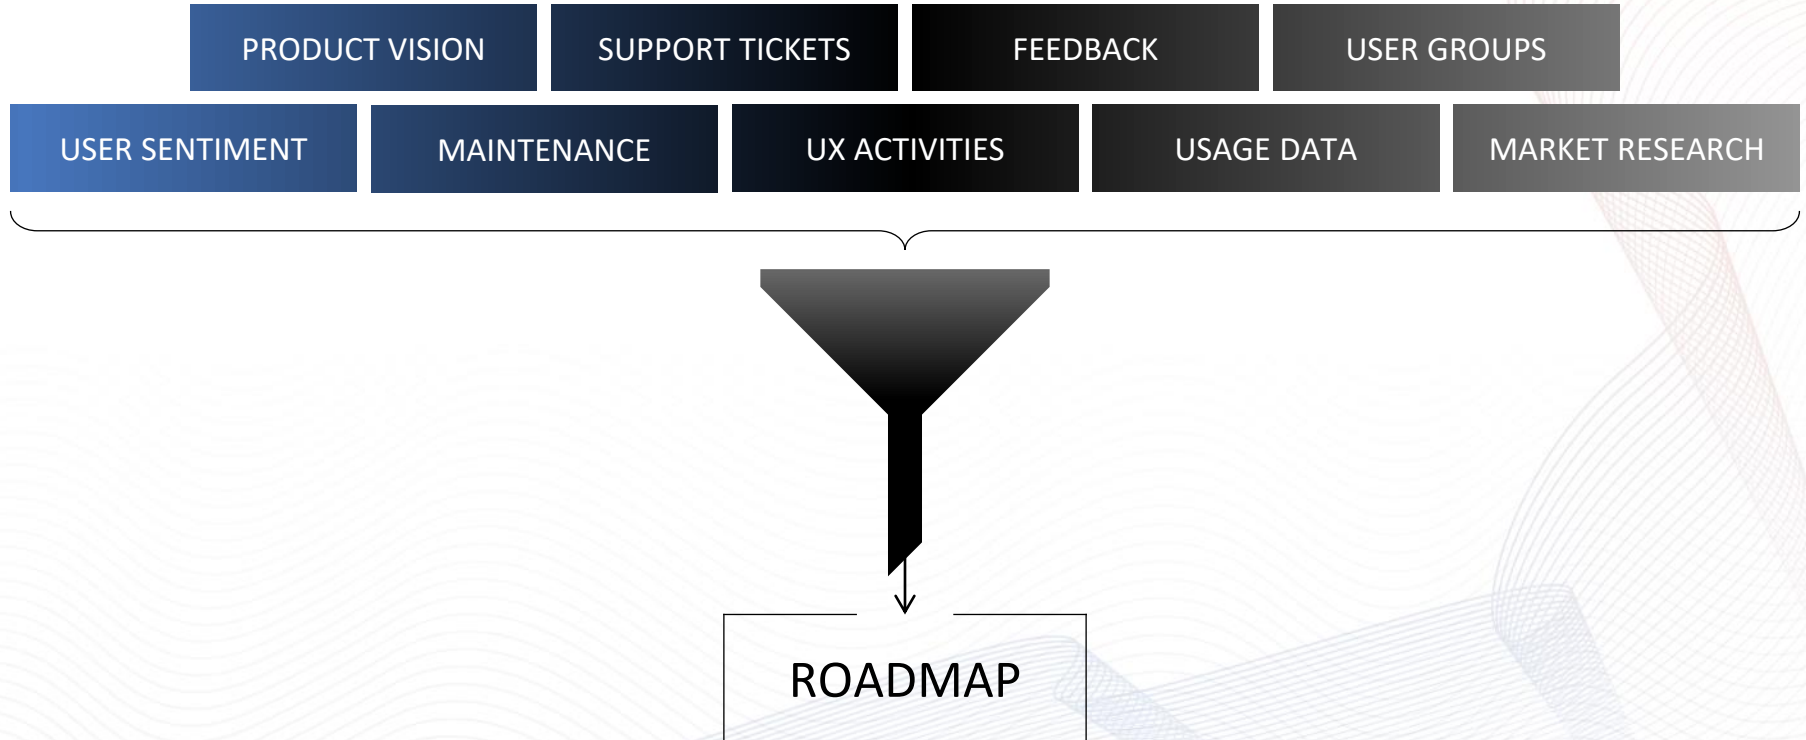 PRODUCT VISION
SUPPORT TICKETS
FEEDBACK
USER GROUPS
USER SENTIMENT
MAINTENANCE
UX ACTIVITIES
USAGE DATA
MARKET RESEARCH
ROADMAP